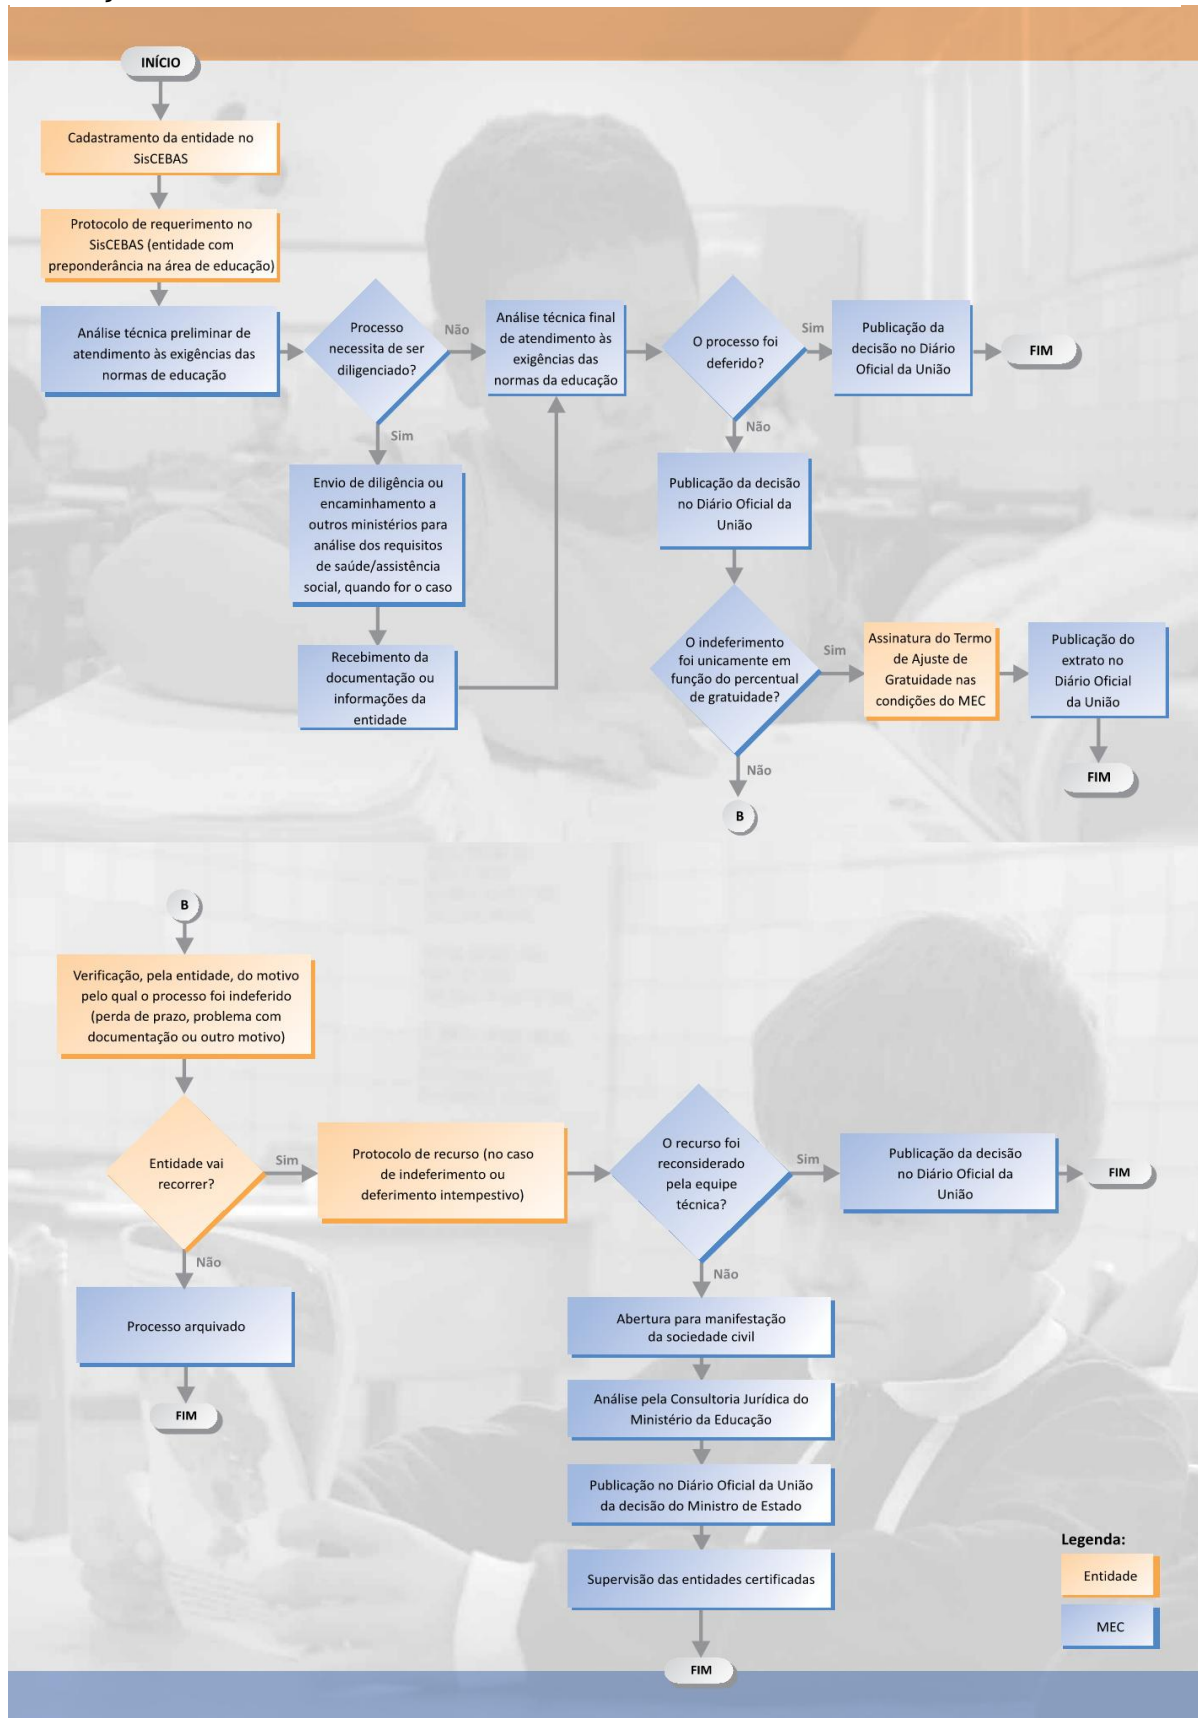 INÍCIO
Cadastramento da entidade no
SisCEBAS
Protocolo de requerimento no
SisCEBAS (entidade com
preponderância na área de educação)
Análise técnica preliminar de
atendimento às exigências das
normas de educação
Processo
necessita de ser
diligenciado?
Não
Análise técnica final
de atendimento às
exigências das
normas da educação
O processo foi
deferido?
Sim
Publicação da
decisão no Diário
Oficial da União
FIM
Sim
Envio de diligência ou
encaminhamento a
outros ministérios para
análise dos requisitos
de saúde/assistência
social, quando for o caso
Recebimento da
documentação ou
informações da
entidade
Não
Publicação da decisão
no Diário Oficial da
União
O indeferimento
foi unicamente em
função do percentual
de gratuidade?
Sim
Assinatura do Termo
de Ajuste de
Gratuidade nas
condições do MEC
Publicação do
extrato no
Diário Oficial
da União
FIM
Não
B
B
Verificação, pela entidade, do motivo
pelo qual o processo foi indeferido
(perda de prazo, problema com
documentação ou outro motivo)
Entidade vai
recorrer?
Sim
Protocolo de recurso (no caso
de indeferimento ou
deferimento intempestivo)
O recurso foi
reconsiderado
pela equipe
técnica?
Sim
Publicação da decisão
no Diário Oficial da
União
FIM
Não
Processo arquivado
FIM
Não
Abertura para manifestação
da sociedade civil
Análise pela Consultoria Jurídica do
Ministério da Educação
Publicação no Diário Oficial da União
da decisão do Ministro de Estado
Supervisão das entidades certificadas
FIM
Legenda:
Entidade
MEC